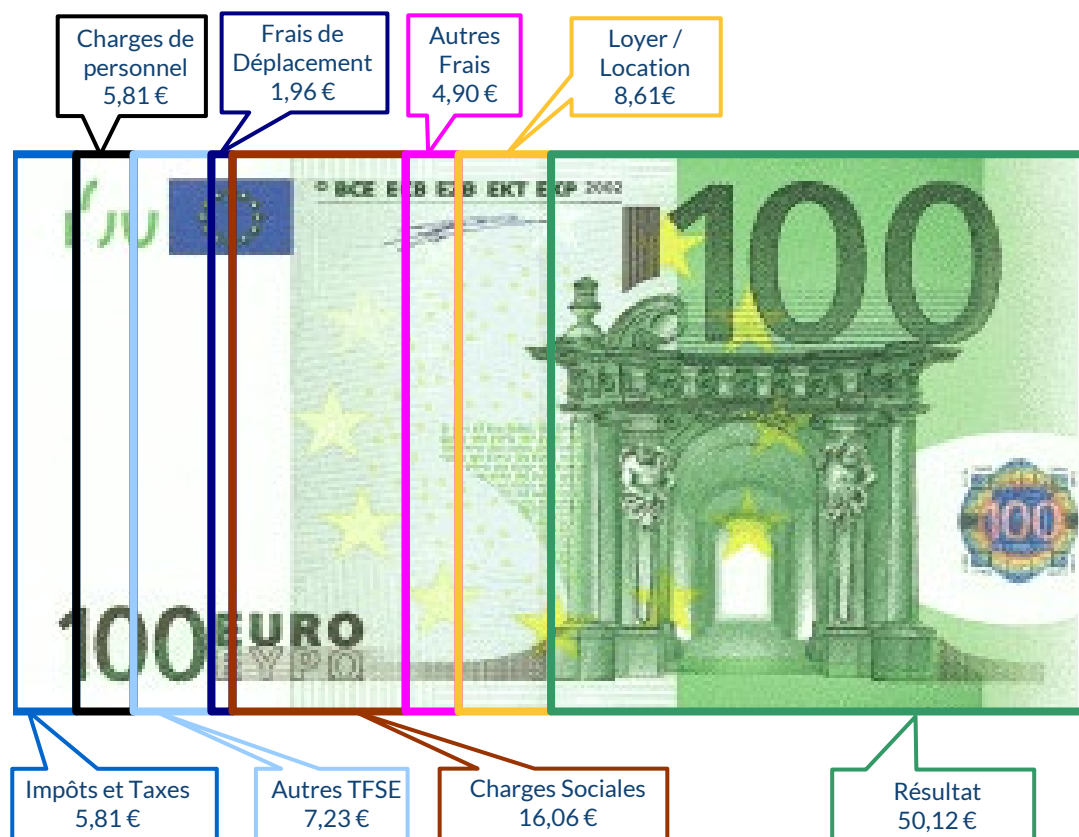 Charges de
personnel
5,81 €
Frais de
Déplacement
1,96 €
Autres
Frais
4,90 €
Loyer /
Location
8,61€
© BCE ECB EZB EKT EKP 2002
100
100
100 EURO
ΕΥΡΩ
Impôts et Taxes
5,81 €
Autres TFSE
7,23 €
Charges Sociales
16,06 €
Résultat
50,12 €